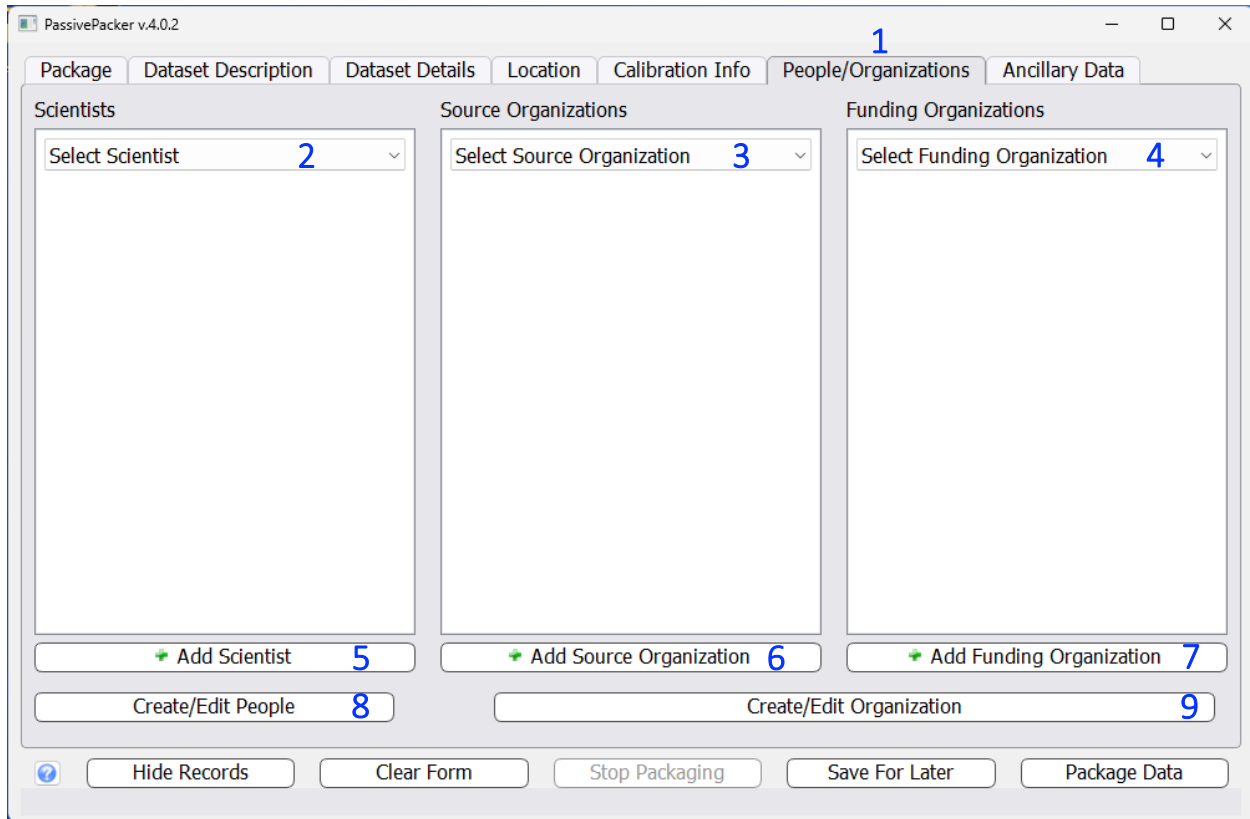 PassivePacker v.4.0.2
1
Package Dataset Description Dataset Details Location Calibration Info People/Organizations Ancillary Data
Scientists Source Organizations Funding Organizations
Select Scientist 2 Select Source Organization 3 Select Funding Organization 4
Add Scientist 5 Add Source Organization 6 Add Funding Organization 7
Create/Edit People 8 Create/Edit Organization 9
? Hide Records Clear Form Stop Packaging Save For Later Package Data